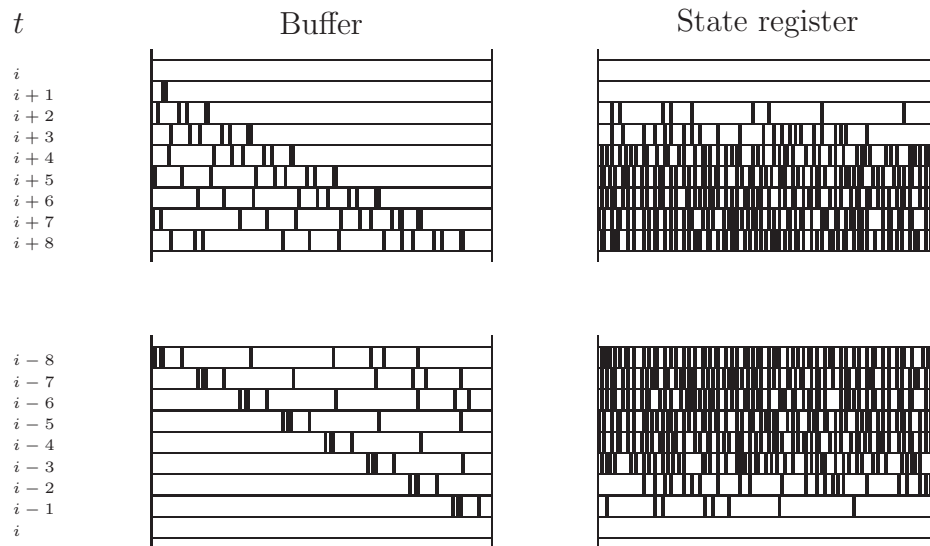 t Buffer State register
i
i + 1
i + 2
i + 3
i + 4
i + 5
i + 6
i + 7
i + 8
i − 8
i − 7
i − 6
i − 5
i − 4
i − 3
i − 2
i − 1
i